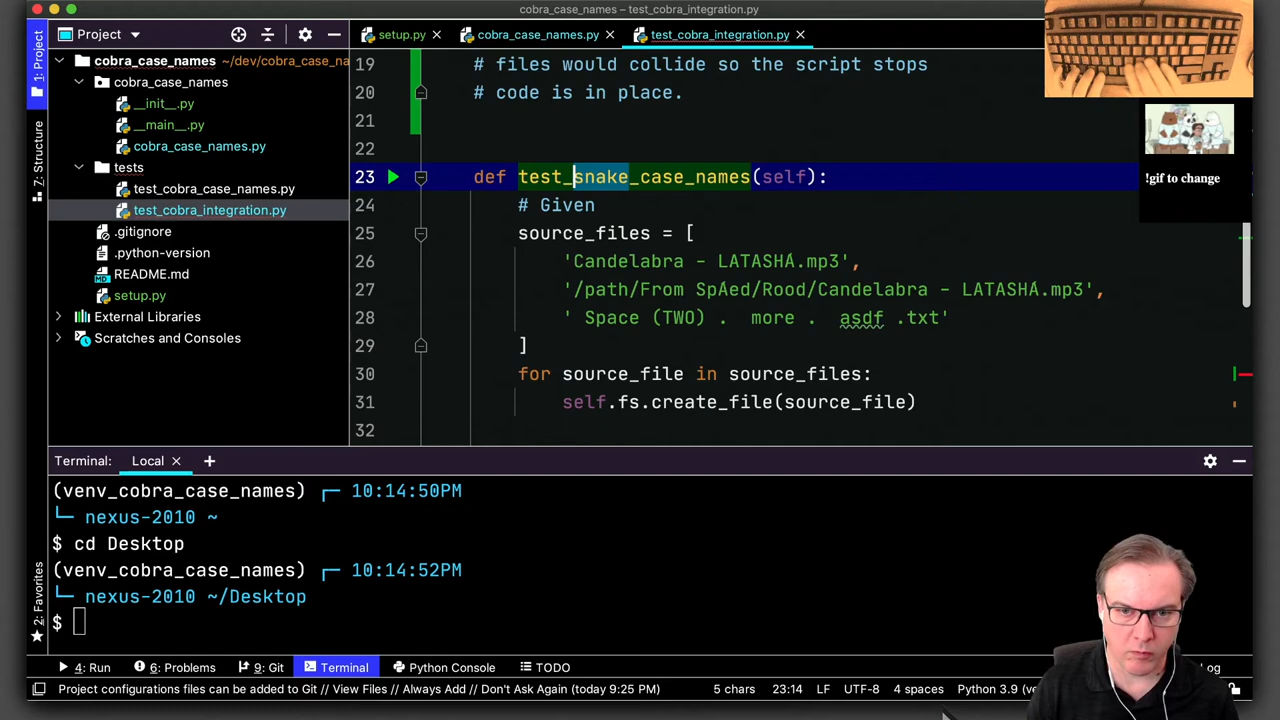 cobra_case_names – test_cobra_integration.py
Project
setup.py
cobra_case_names.py
test_cobra_integration.py
1: Project
7: Structure
2: Favorites
cobra_case_names ~/dev/cobra_case_na
cobra_case_names
__init__.py
__main__.py
cobra_case_names.py
tests
test_cobra_case_names.py
test_cobra_integration.py
.gitignore
.python-version
README.md
setup.py
External Libraries
Scratches and Consoles
19 # files would collide so the script stops
20 # code is in place.
21
22
23 def test_snake_case_names(self):
24 # Given
25 source_files = [
26 'Candelabra - LATASHÁ.mp3',
27 '/path/From SpÁed/Rood/Candelabra - LATASHÁ.mp3',
28 ' Space (TWO) .  more .  asdf .txt'
29 ]
30 for source_file in source_files:
31 self.fs.create_file(source_file)
32
!gif to change
Terminal: Local
(venv_cobra_case_names) ┌─ 10:14:50PM
└─ nexus-2010 ~
$ cd Desktop
(venv_cobra_case_names) ┌─ 10:14:52PM
└─ nexus-2010 ~/Desktop
$
4: Run
6: Problems
9: Git
Terminal
Python Console
TODO
Log
Project configurations files can be added to Git // View Files // Always Add // Don't Ask Again (today 9:25 PM)
5 chars
23:14
LF
UTF-8
4 spaces
Python 3.9 (ve